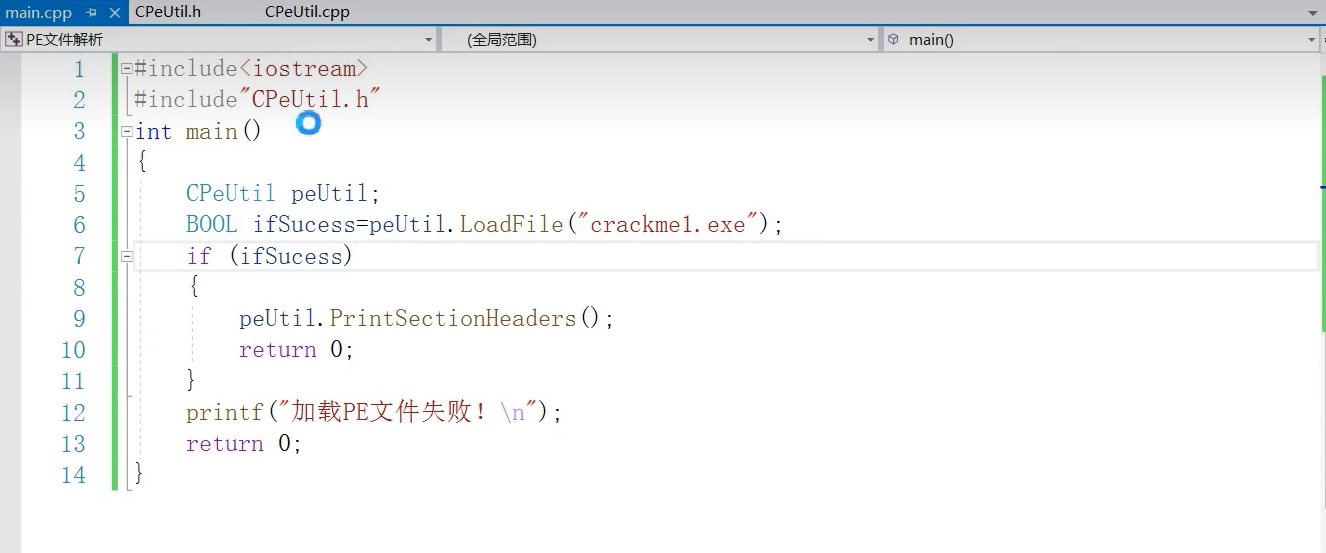 main.cpp CPeUtil.h CPeUtil.cpp
PE文件解析 (全局范围) main()
1 #include<iostream>
2 #include"CPeUtil.h"
3 int main()
4 {
5 CPeUtil peUtil;
6 BOOL ifSucess=peUtil.LoadFile("crackme1.exe");
7 if (ifSucess)
8 {
9 peUtil.PrintSectionHeaders();
10 return 0;
11 }
12 printf("加载PE文件失败！\n");
13 return 0;
14 }